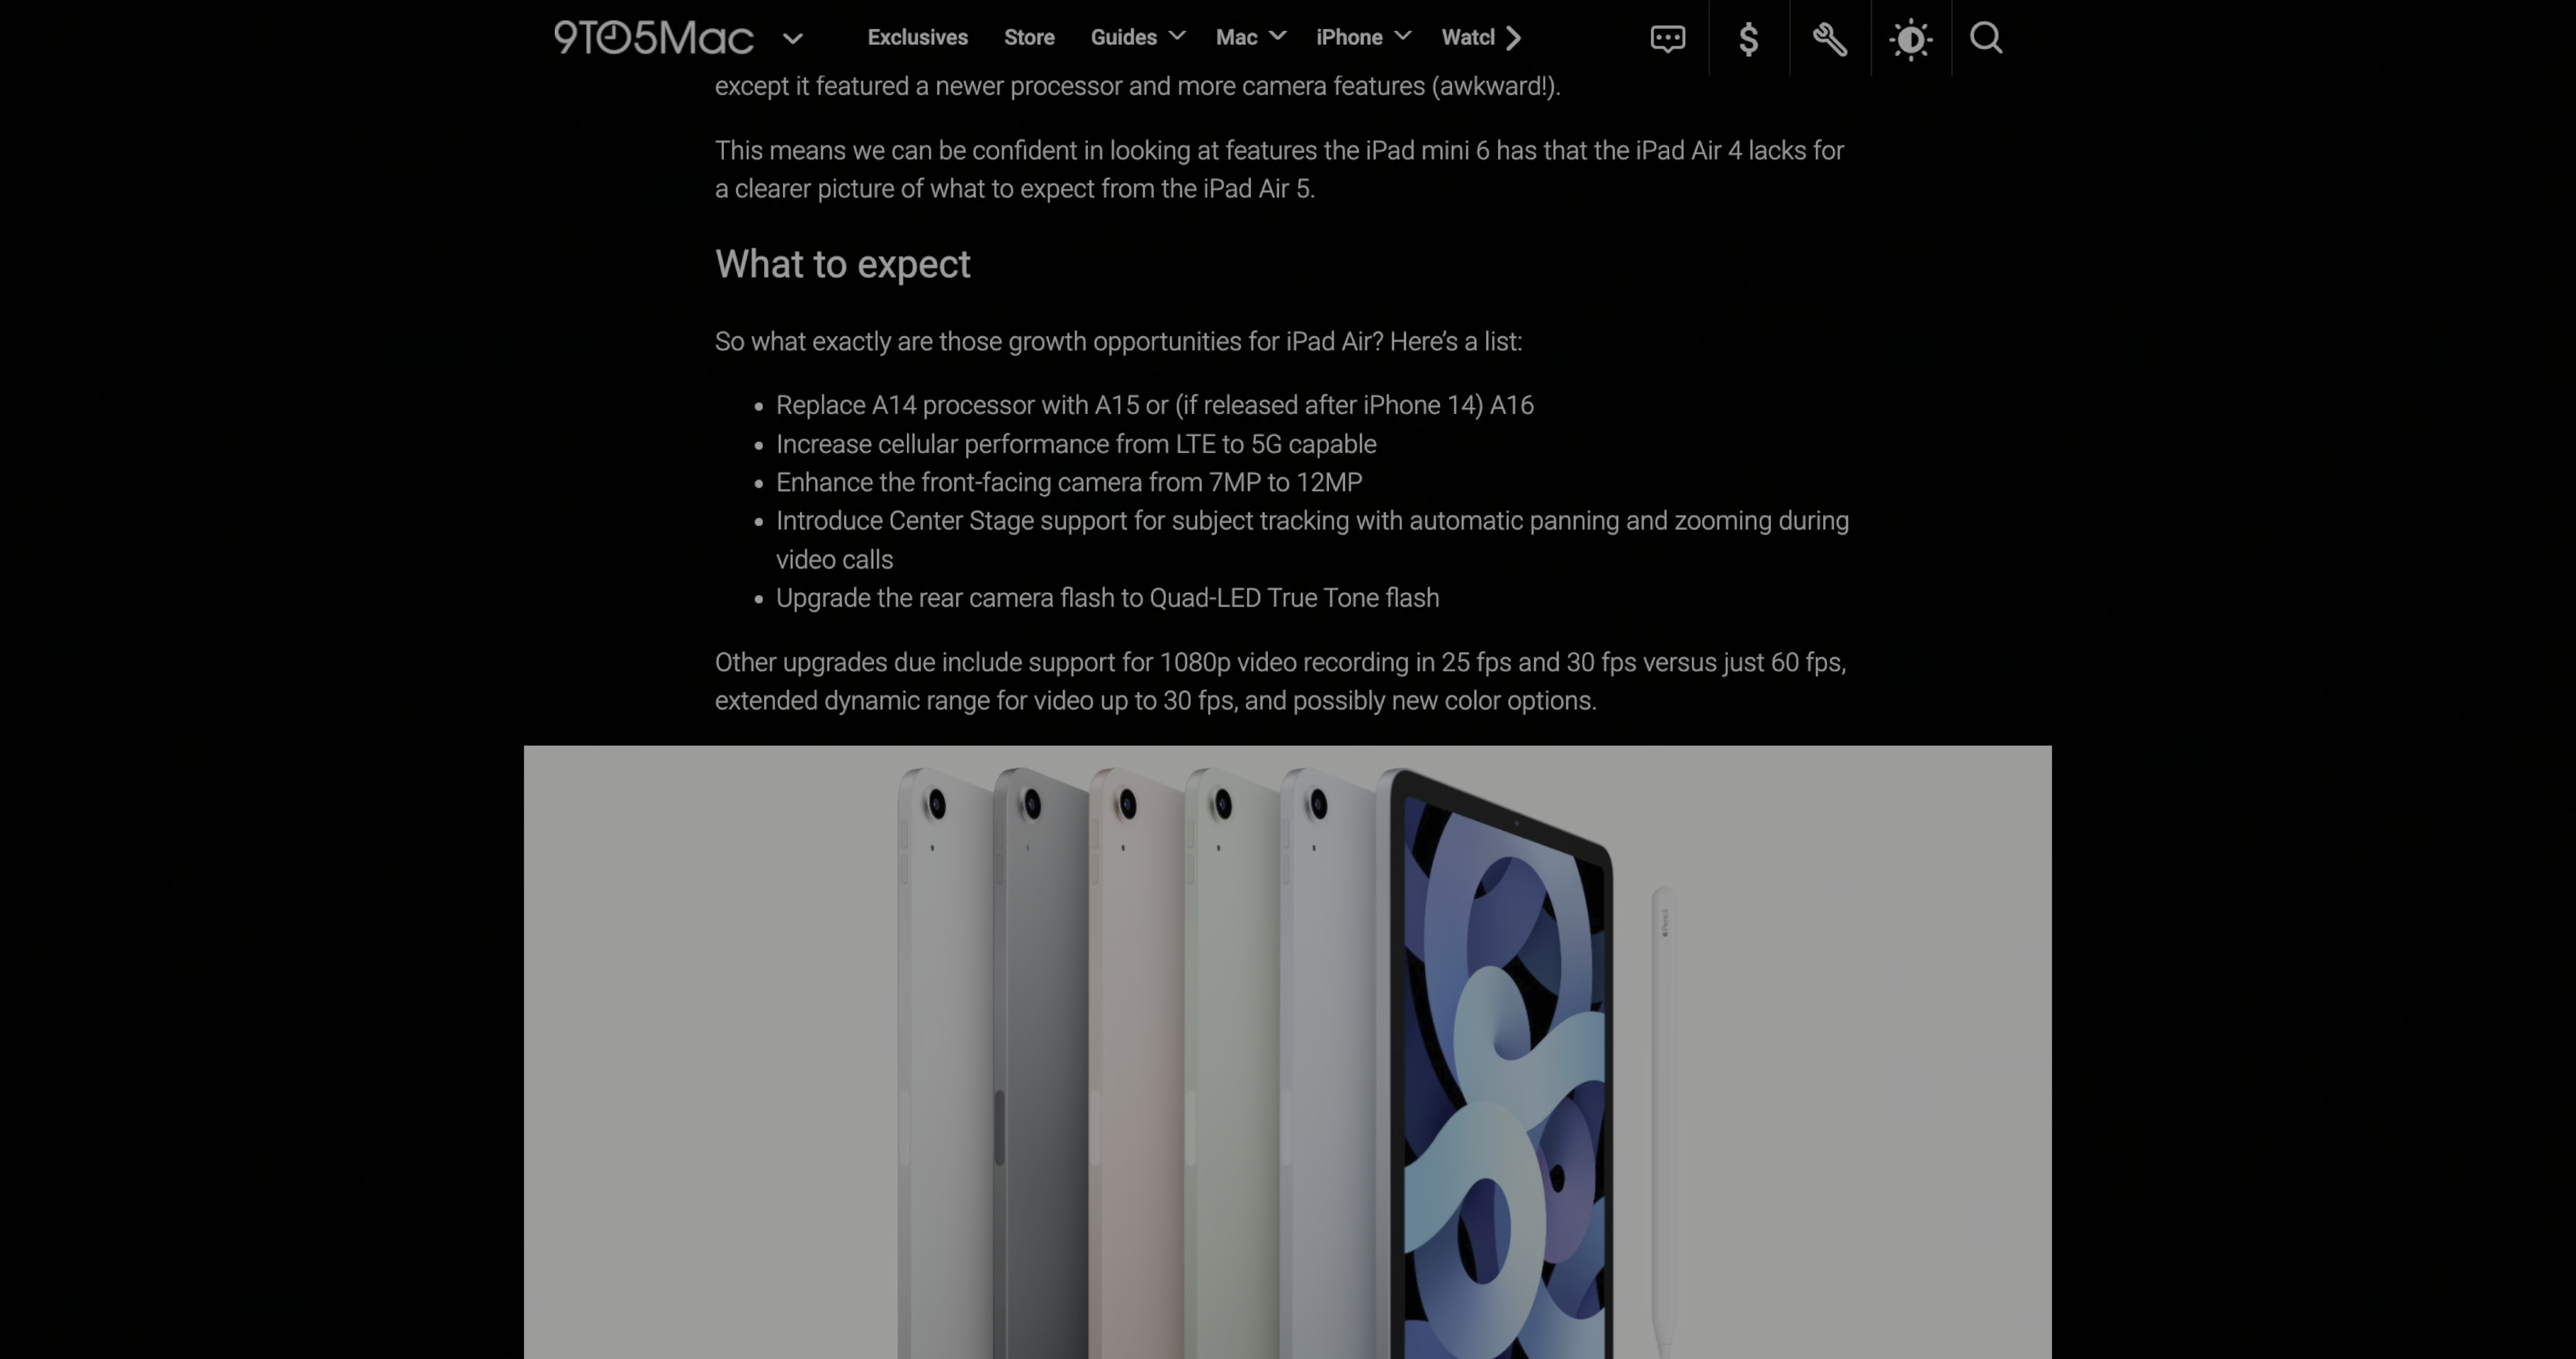 9TO5Mac Exclusives Store Guides Mac iPhone Watcl
except it featured a newer processor and more camera features (awkward!).
This means we can be confident in looking at features the iPad mini 6 has that the iPad Air 4 lacks for
a clearer picture of what to expect from the iPad Air 5.
What to expect
So what exactly are those growth opportunities for iPad Air? Here’s a list:
• Replace A14 processor with A15 or (if released after iPhone 14) A16
• Increase cellular performance from LTE to 5G capable
• Enhance the front-facing camera from 7MP to 12MP
• Introduce Center Stage support for subject tracking with automatic panning and zooming during
video calls
• Upgrade the rear camera flash to Quad-LED True Tone flash
Other upgrades due include support for 1080p video recording in 25 fps and 30 fps versus just 60 fps,
extended dynamic range for video up to 30 fps, and possibly new color options.
Pencil